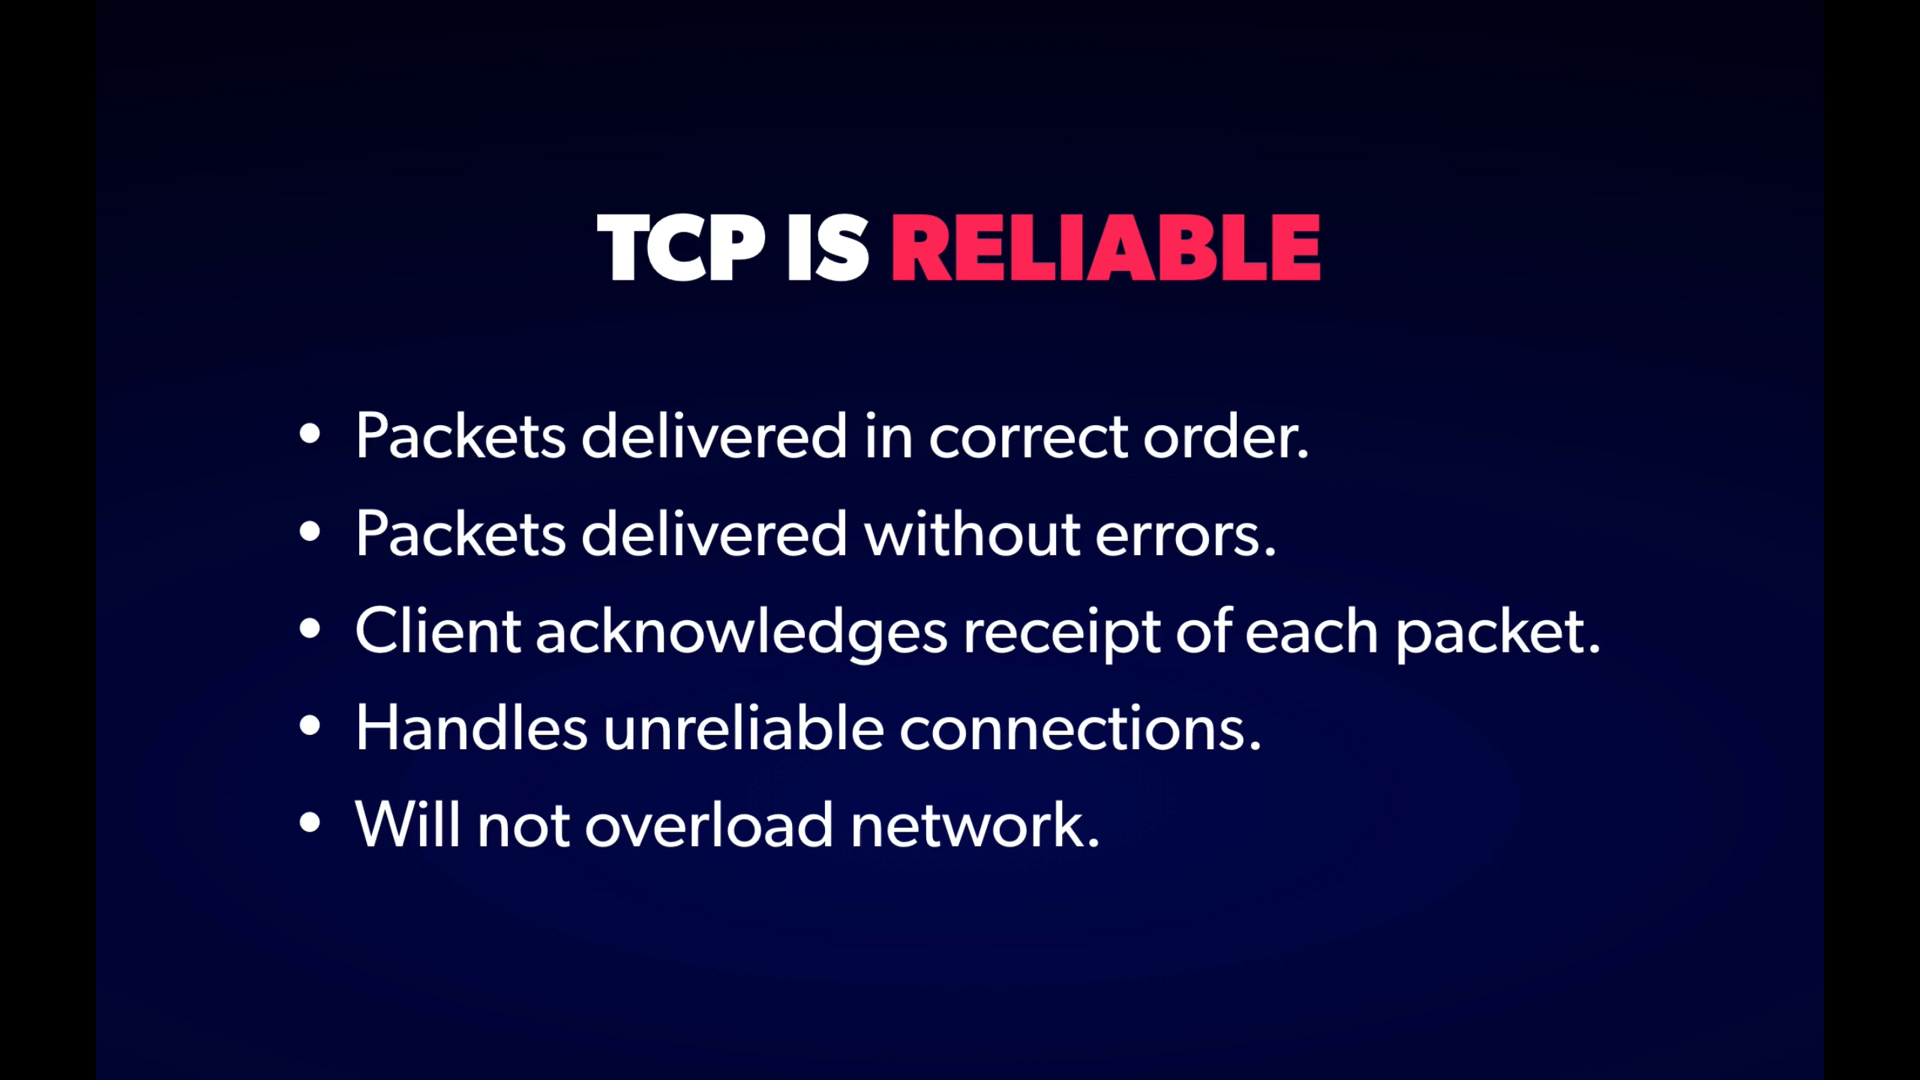 TCP IS RELIABLE
• Packets delivered in correct order.
• Packets delivered without errors.
• Client acknowledges receipt of each packet.
• Handles unreliable connections.
• Will not overload network.